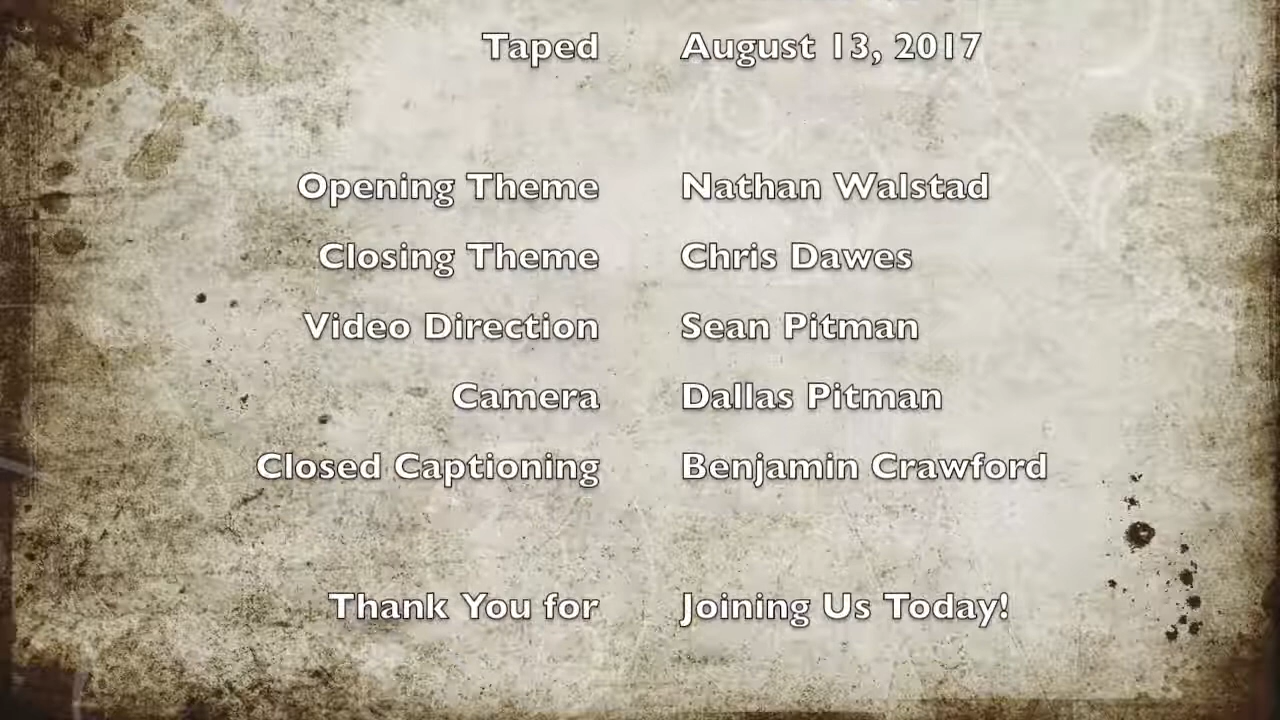 Taped August 13, 2017
Opening Theme Nathan Walstad
Closing Theme Chris Dawes
Video Direction Sean Pitman
Camera Dallas Pitman
Closed Captioning Benjamin Crawford
Thank You for Joining Us Today!